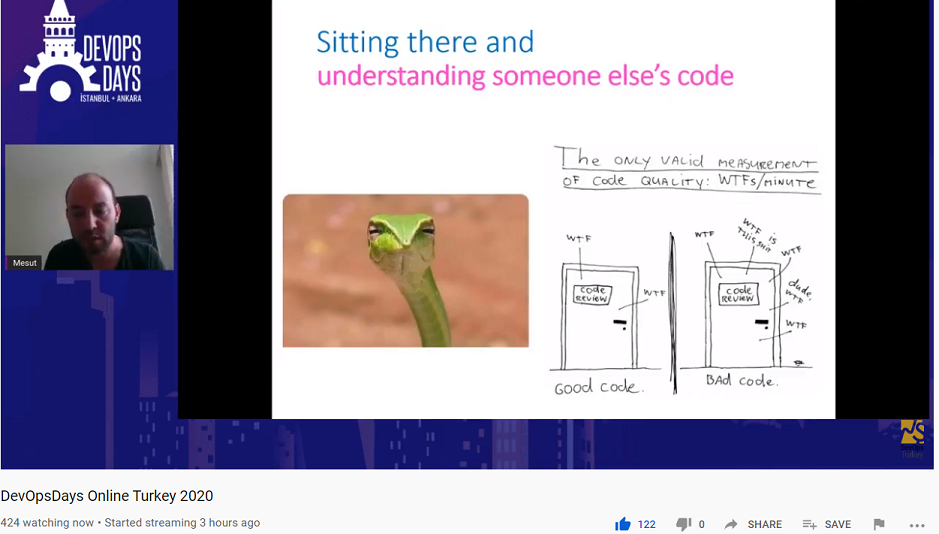 DEVOPS
DAYS
İSTANBUL + ANKARA
Sitting there and
understanding someone else's code
Mesut
The ONLY VALID MEASUREMENT
OF CODE QUALITY: WTFs/MINUTE
WTF
CODE
REVIEW
WTF
GOOD CODE.
WTF
WTF IS
THIS SHIT
WTF
CODE
REVIEW
dude,
WTF
WTF
BAD CODE.
Turkey
DevOpsDays Online Turkey 2020
424 watching now • Started streaming 3 hours ago
122
0
SHARE
SAVE